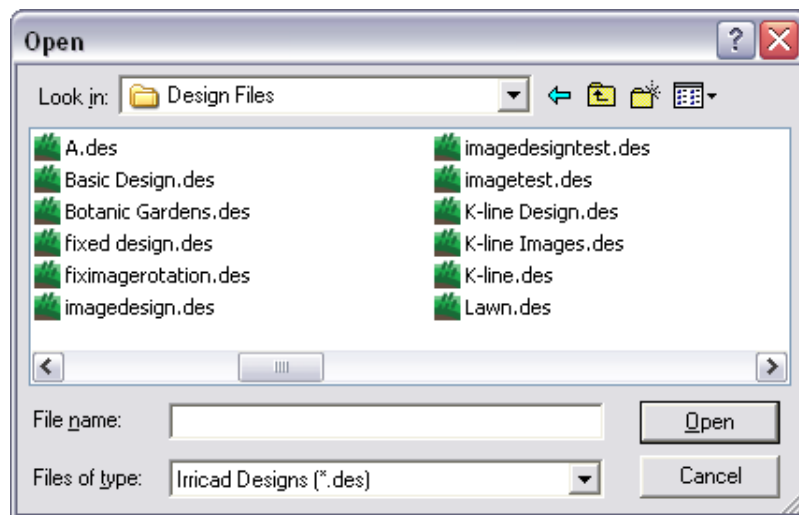 Open
Look in: Design Files
A.des
Basic Design.des
Botanic Gardens.des
fixed design.des
fiximagerotation.des
imagedesign.des
imagedesigntest.des
imagetest.des
K-line Design.des
K-line Images.des
K-line.des
Lawn.des
File name:
Open
Files of type: Irricad Designs (*.des)
Cancel